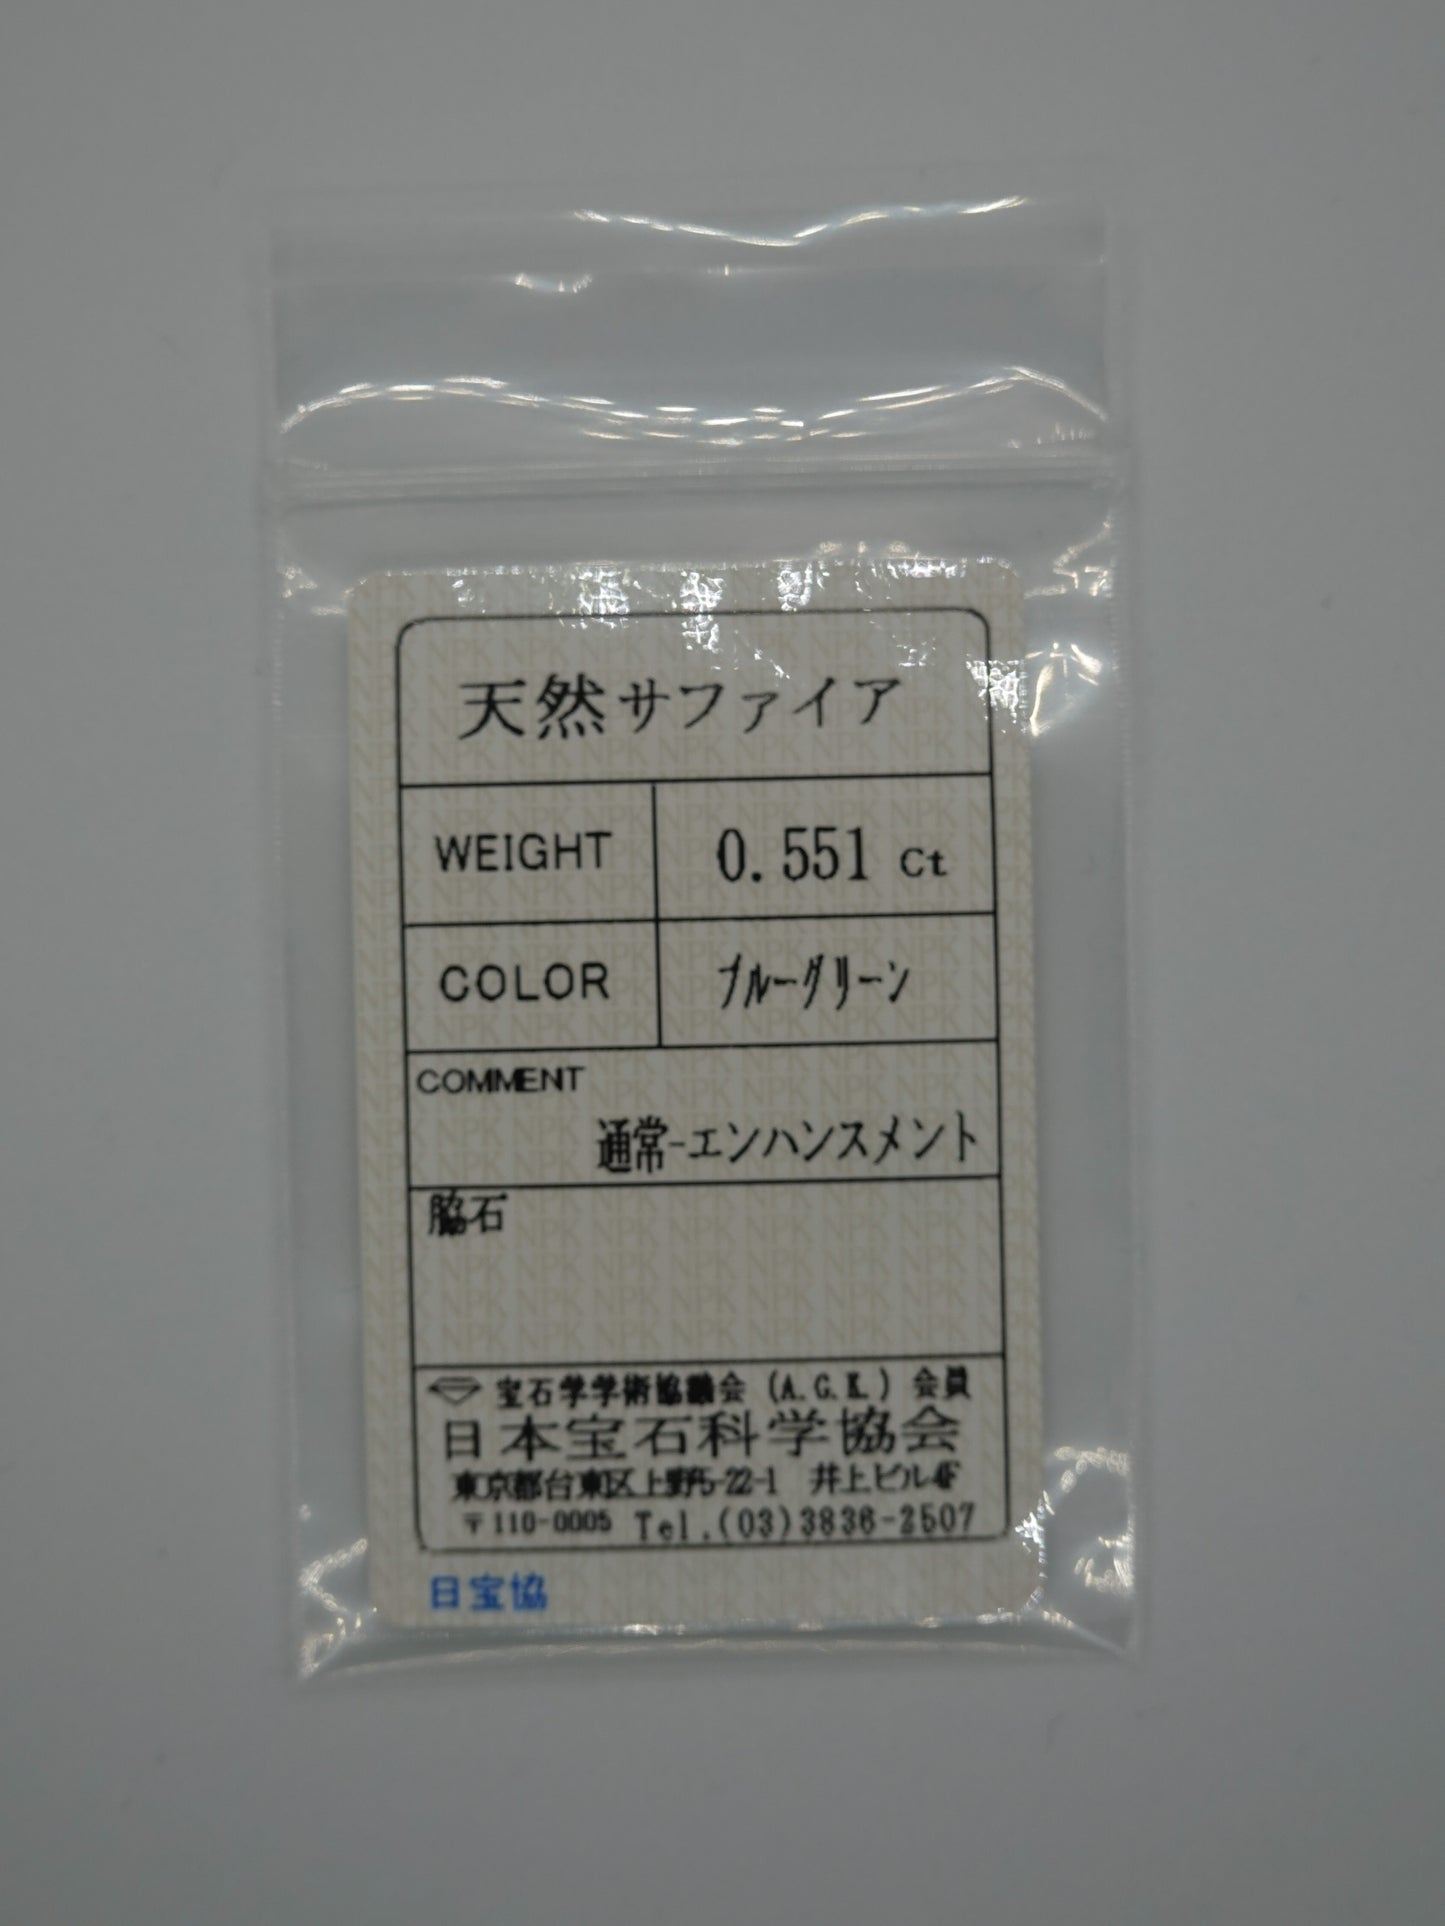 天然サファイア
WEIGHT 0.551 Ct
COLOR ブルーグリーン
COMMENT
通常-エンハンスメント
脇石
宝石学学術協議会 (A.G.K.) 会員
日本宝石科学協会
東京都台東区上野5-22-1 井上ビル4F
〒110-0005 Tel.(03)3836-2507
日宝協